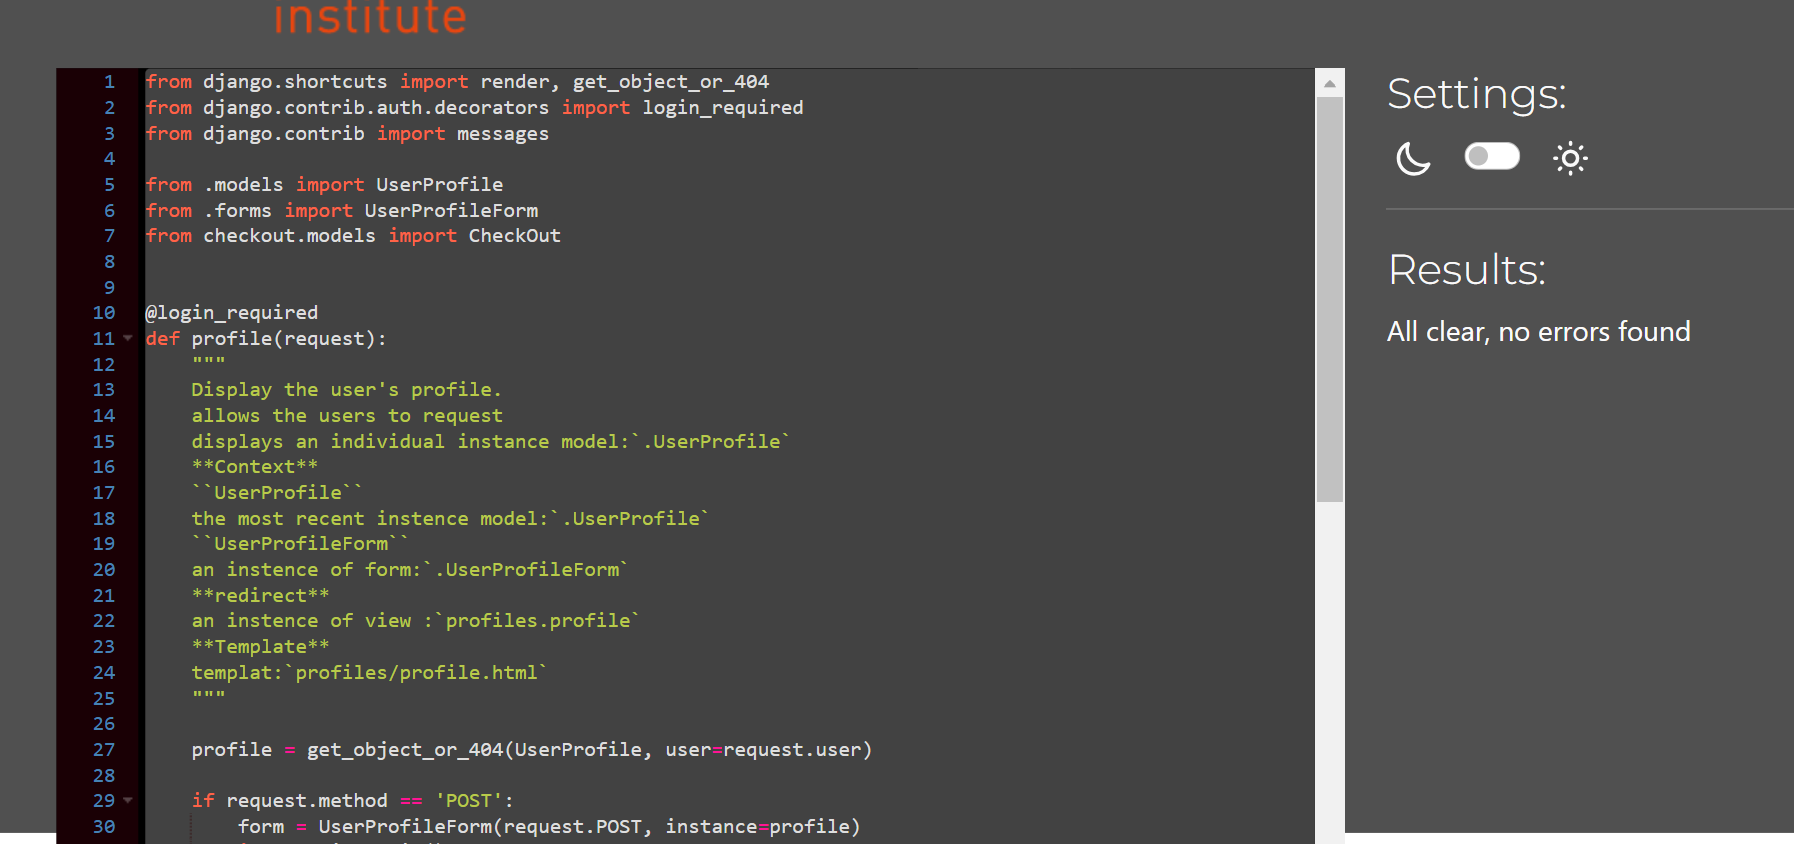 institute
1 from django.shortcuts import render, get_object_or_404
2 from django.contrib.auth.decorators import login_required
3 from django.contrib import messages
4
5 from .models import UserProfile
6 from .forms import UserProfileForm
7 from checkout.models import CheckOut
8
9
10 @login_required
11 def profile(request):
12     """
13     Display the user's profile.
14     allows the users to request
15     displays an individual instance model:`.UserProfile`
16     **Context**
17     ``UserProfile``
18     the most recent instence model:`.UserProfile`
19     ``UserProfileForm``
20     an instence of form:`.UserProfileForm`
21     **redirect**
22     an instence of view :`profiles.profile`
23     **Template**
24     templat:`profiles/profile.html`
25     """
26
27     profile = get_object_or_404(UserProfile, user=request.user)
28
29     if request.method == 'POST':
30         form = UserProfileForm(request.POST, instance=profile)
Settings:
Results:
All clear, no errors found